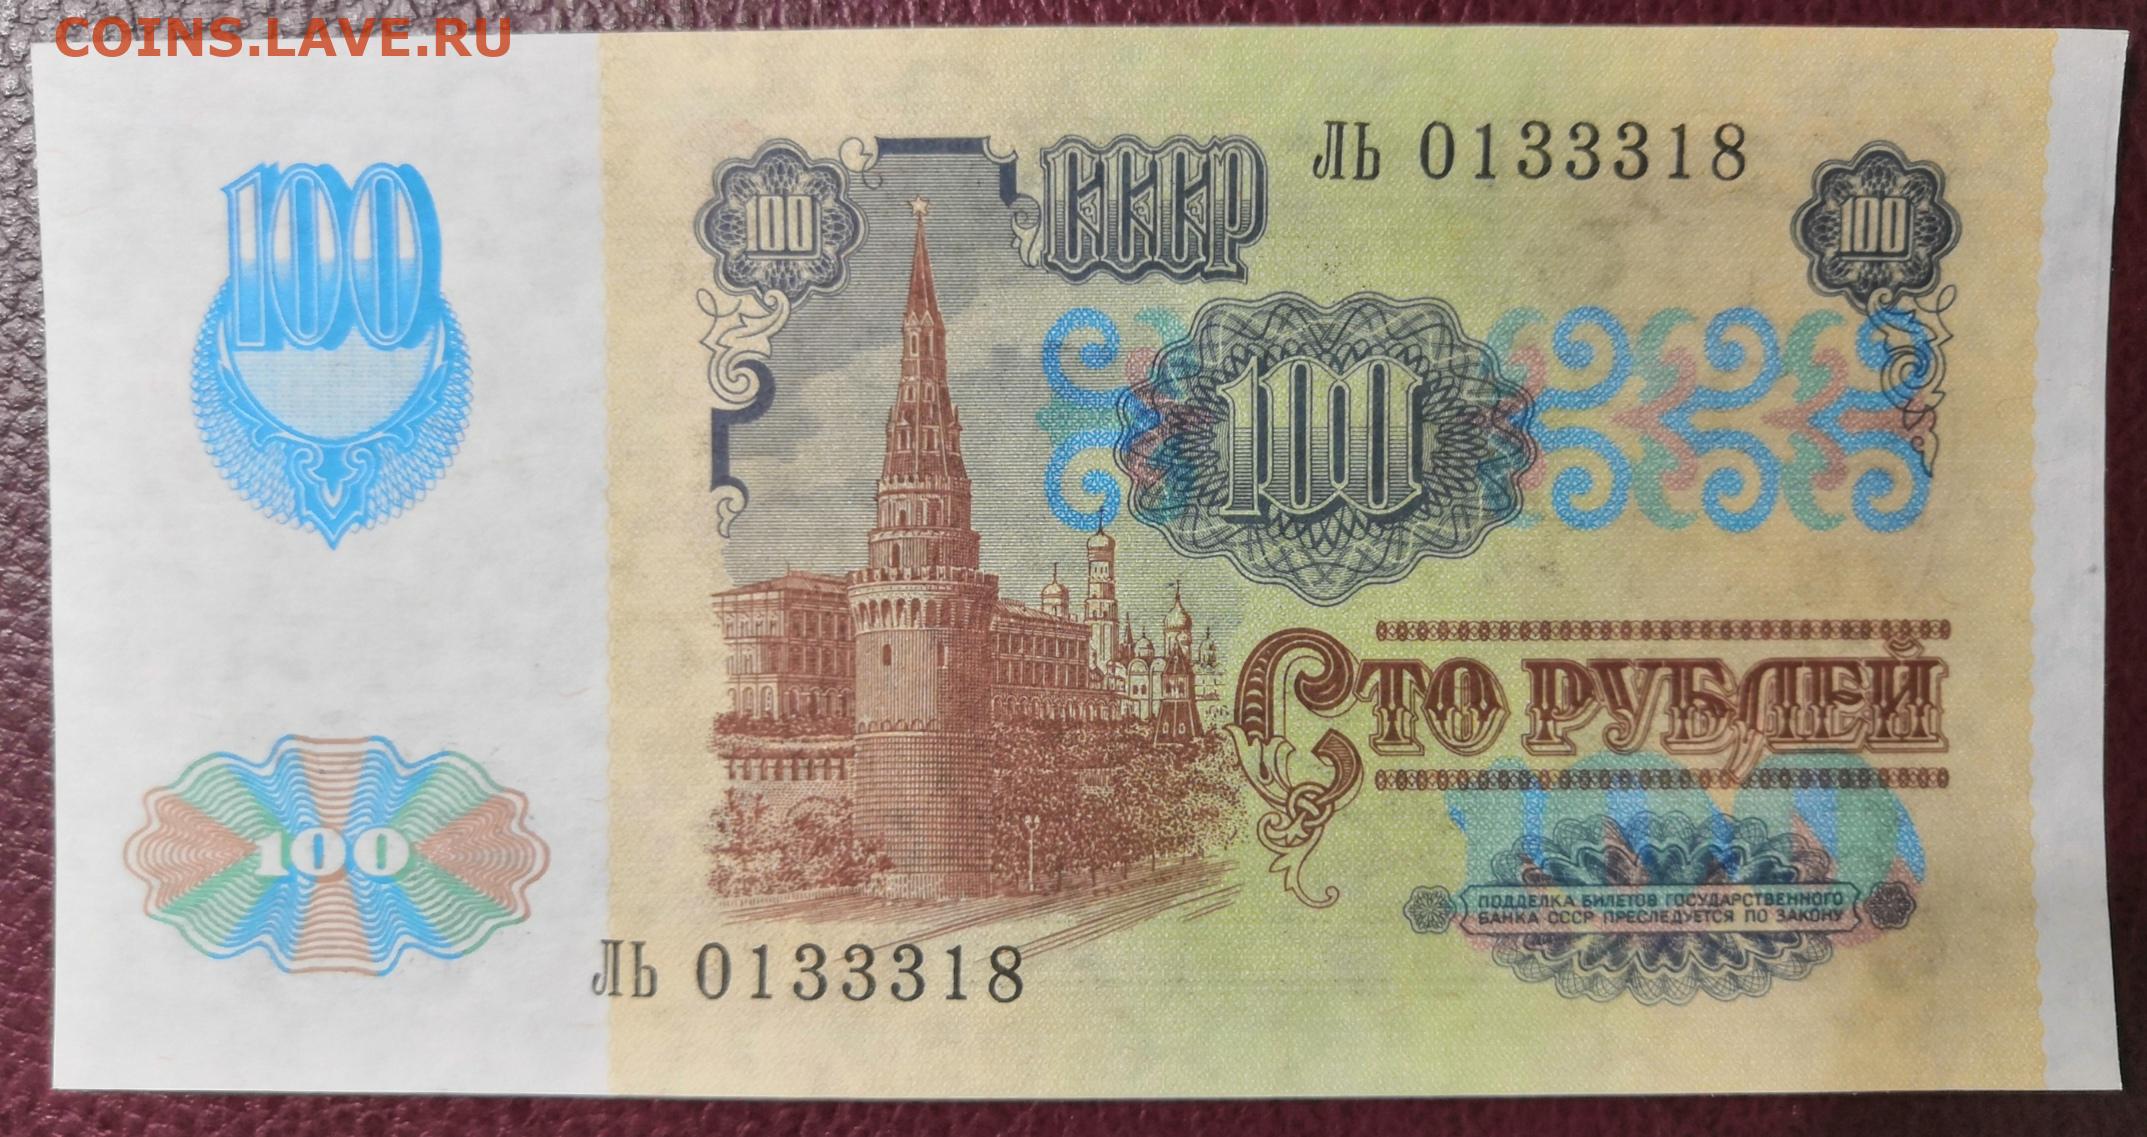 COINS.LAVE.RU
100
100
СССР
ЛЬ 0133318
100
100
СТО РУБЛЕЙ
100
ПОДДЕЛКА БИЛЕТОВ ГОСУДАРСТВЕННОГО
БАНКА СССР ПРЕСЛЕДУЕТСЯ ПО ЗАКОНУ
100
ЛЬ 0133318